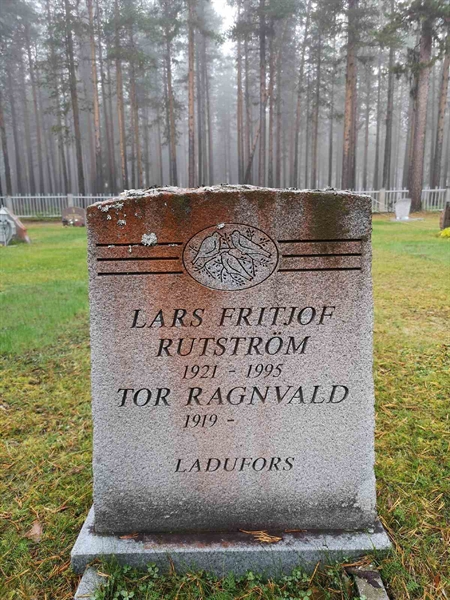 LARS FRITJOF
RUTSTRÖM
1921 - 1995
TOR RAGNVALD
1919 -
LADUFORS